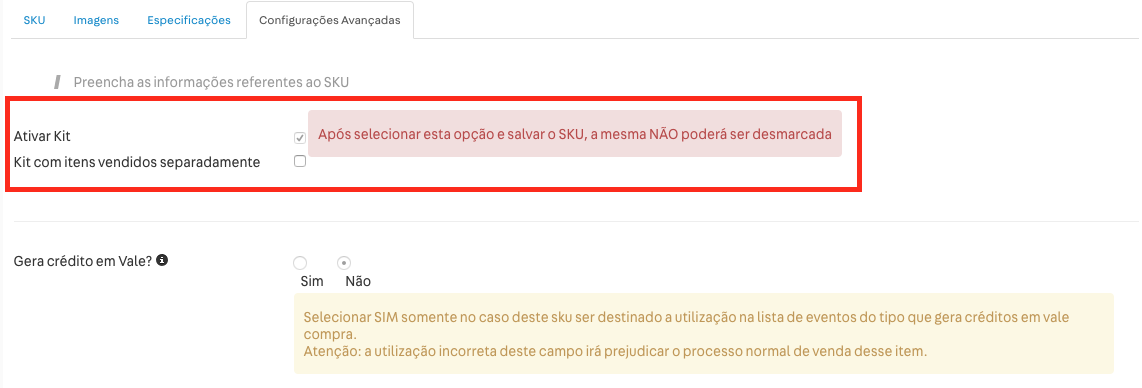 SKU
Imagens
Especificações
Configurações Avançadas
Preencha as informações referentes ao SKU
Ativar Kit
Após selecionar esta opção e salvar o SKU, a mesma NÃO poderá ser desmarcada
Kit com itens vendidos separadamente
Gera crédito em Vale?
Sim
Não
Selecionar SIM somente no caso deste sku ser destinado a utilização na lista de eventos do tipo que gera créditos em vale
compra.
Atenção: a utilização incorreta deste campo irá prejudicar o processo normal de venda desse item.